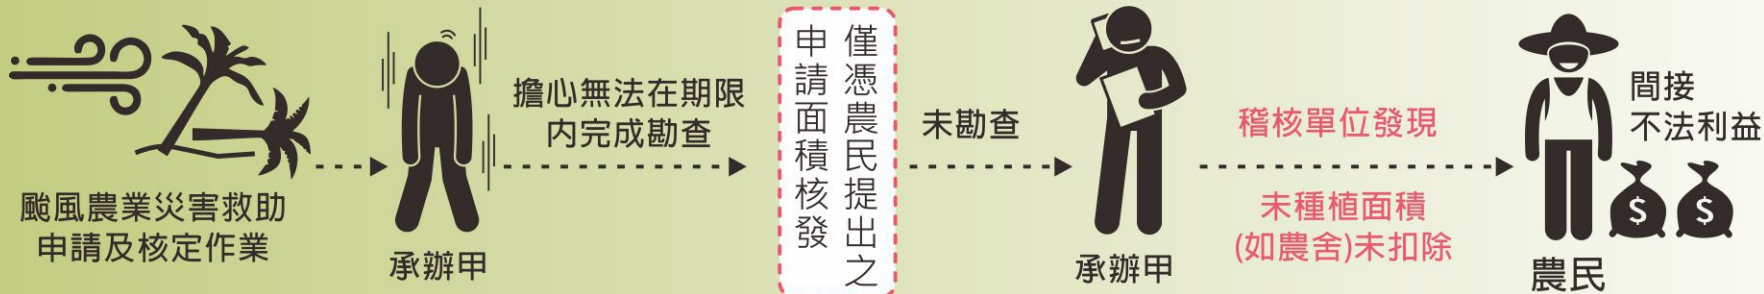 颱風農業災害救助
申請及核定作業
承辦甲
擔心無法在期限
內完成勘查
僅憑農民提出之
申請面積核發
未勘查
承辦甲
稽核單位發現
未種植面積
(如農舍)未扣除
間接
不法利益
$
$
農民